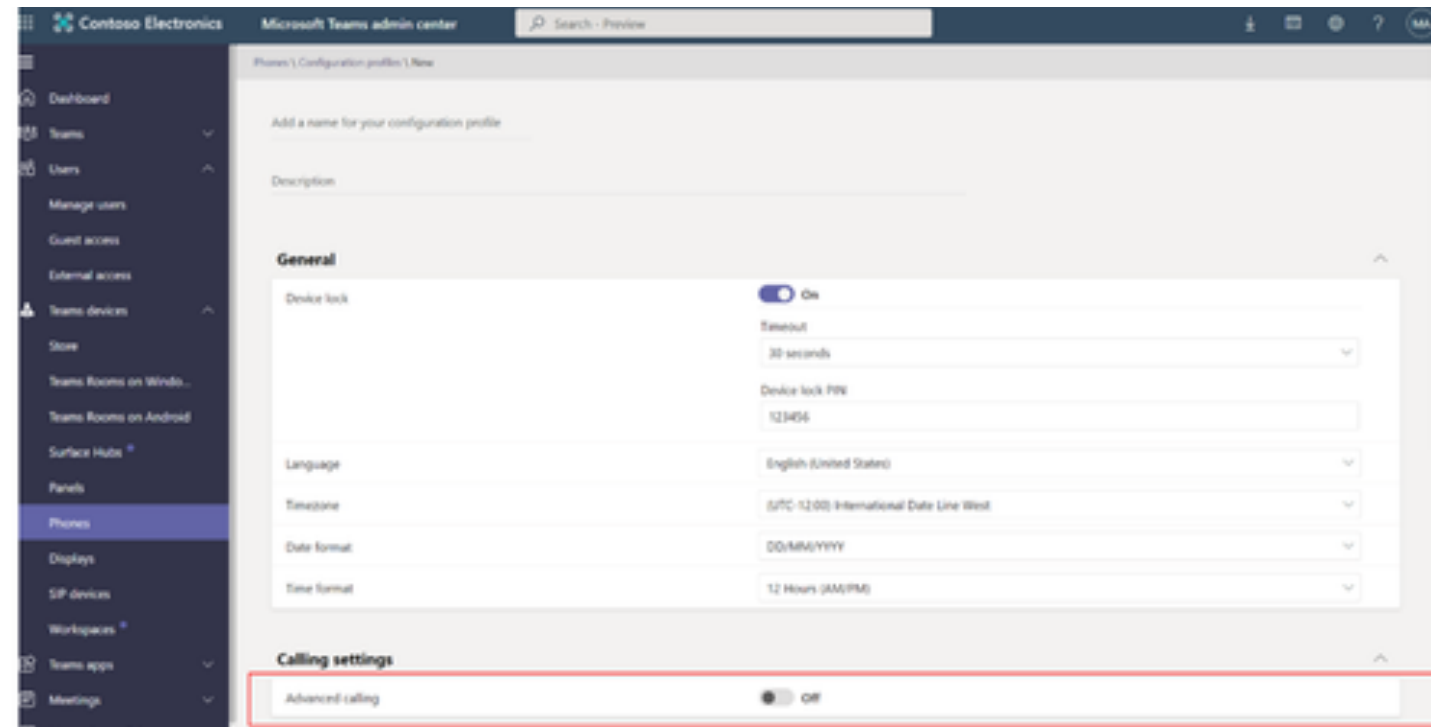 Contoso Electronics
Microsoft Teams admin center
Search - Preview
?
MA
Phones \ Configuration profiles \ New
Dashboard
Teams
Users
Manage users
Guest access
External access
Teams devices
Store
Teams Rooms on Windo...
Teams Rooms on Android
Surface Hubs
Panels
Phones
Displays
SIP devices
Workspaces
Teams apps
Meetings
Add a name for your configuration profile
Description
General
Device lock
On
Timeout
30 seconds
Device lock PIN
123456
Language
English (United States)
Timezone
(UTC-12:00) International Date Line West
Date format
DD/MM/YYYY
Time format
12 Hours (AM/PM)
Calling settings
Advanced calling
Off